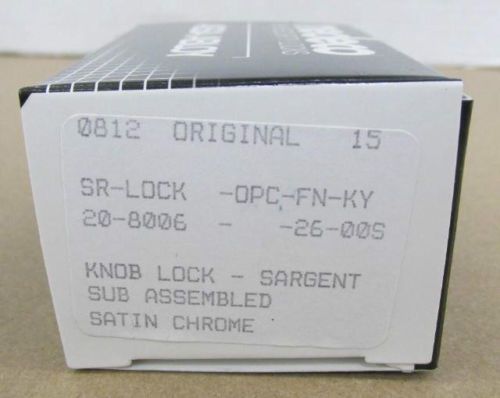 0812 ORIGINAL 15
SR-LOCK -OPC-FN-KY
20-8006 - -26-00S
KNOB LOCK - SARGENT
SUB ASSEMBLED
SATIN CHROME